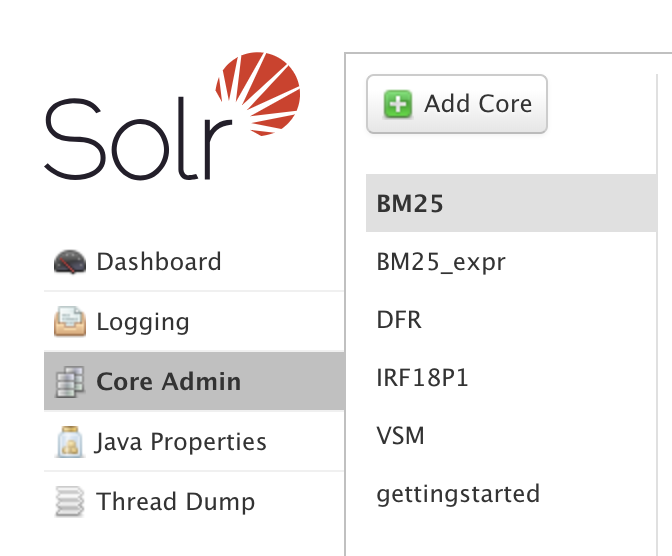 Solr
Dashboard
Logging
Core Admin
Java Properties
Thread Dump
Add Core
BM25
BM25_expr
DFR
IRF18P1
VSM
gettingstarted